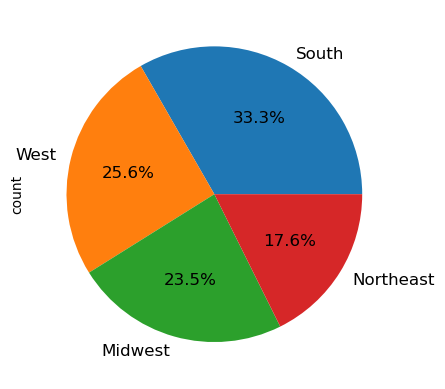 South
33.3%
West
25.6%
count
17.6%
23.5%
Northeast
Midwest